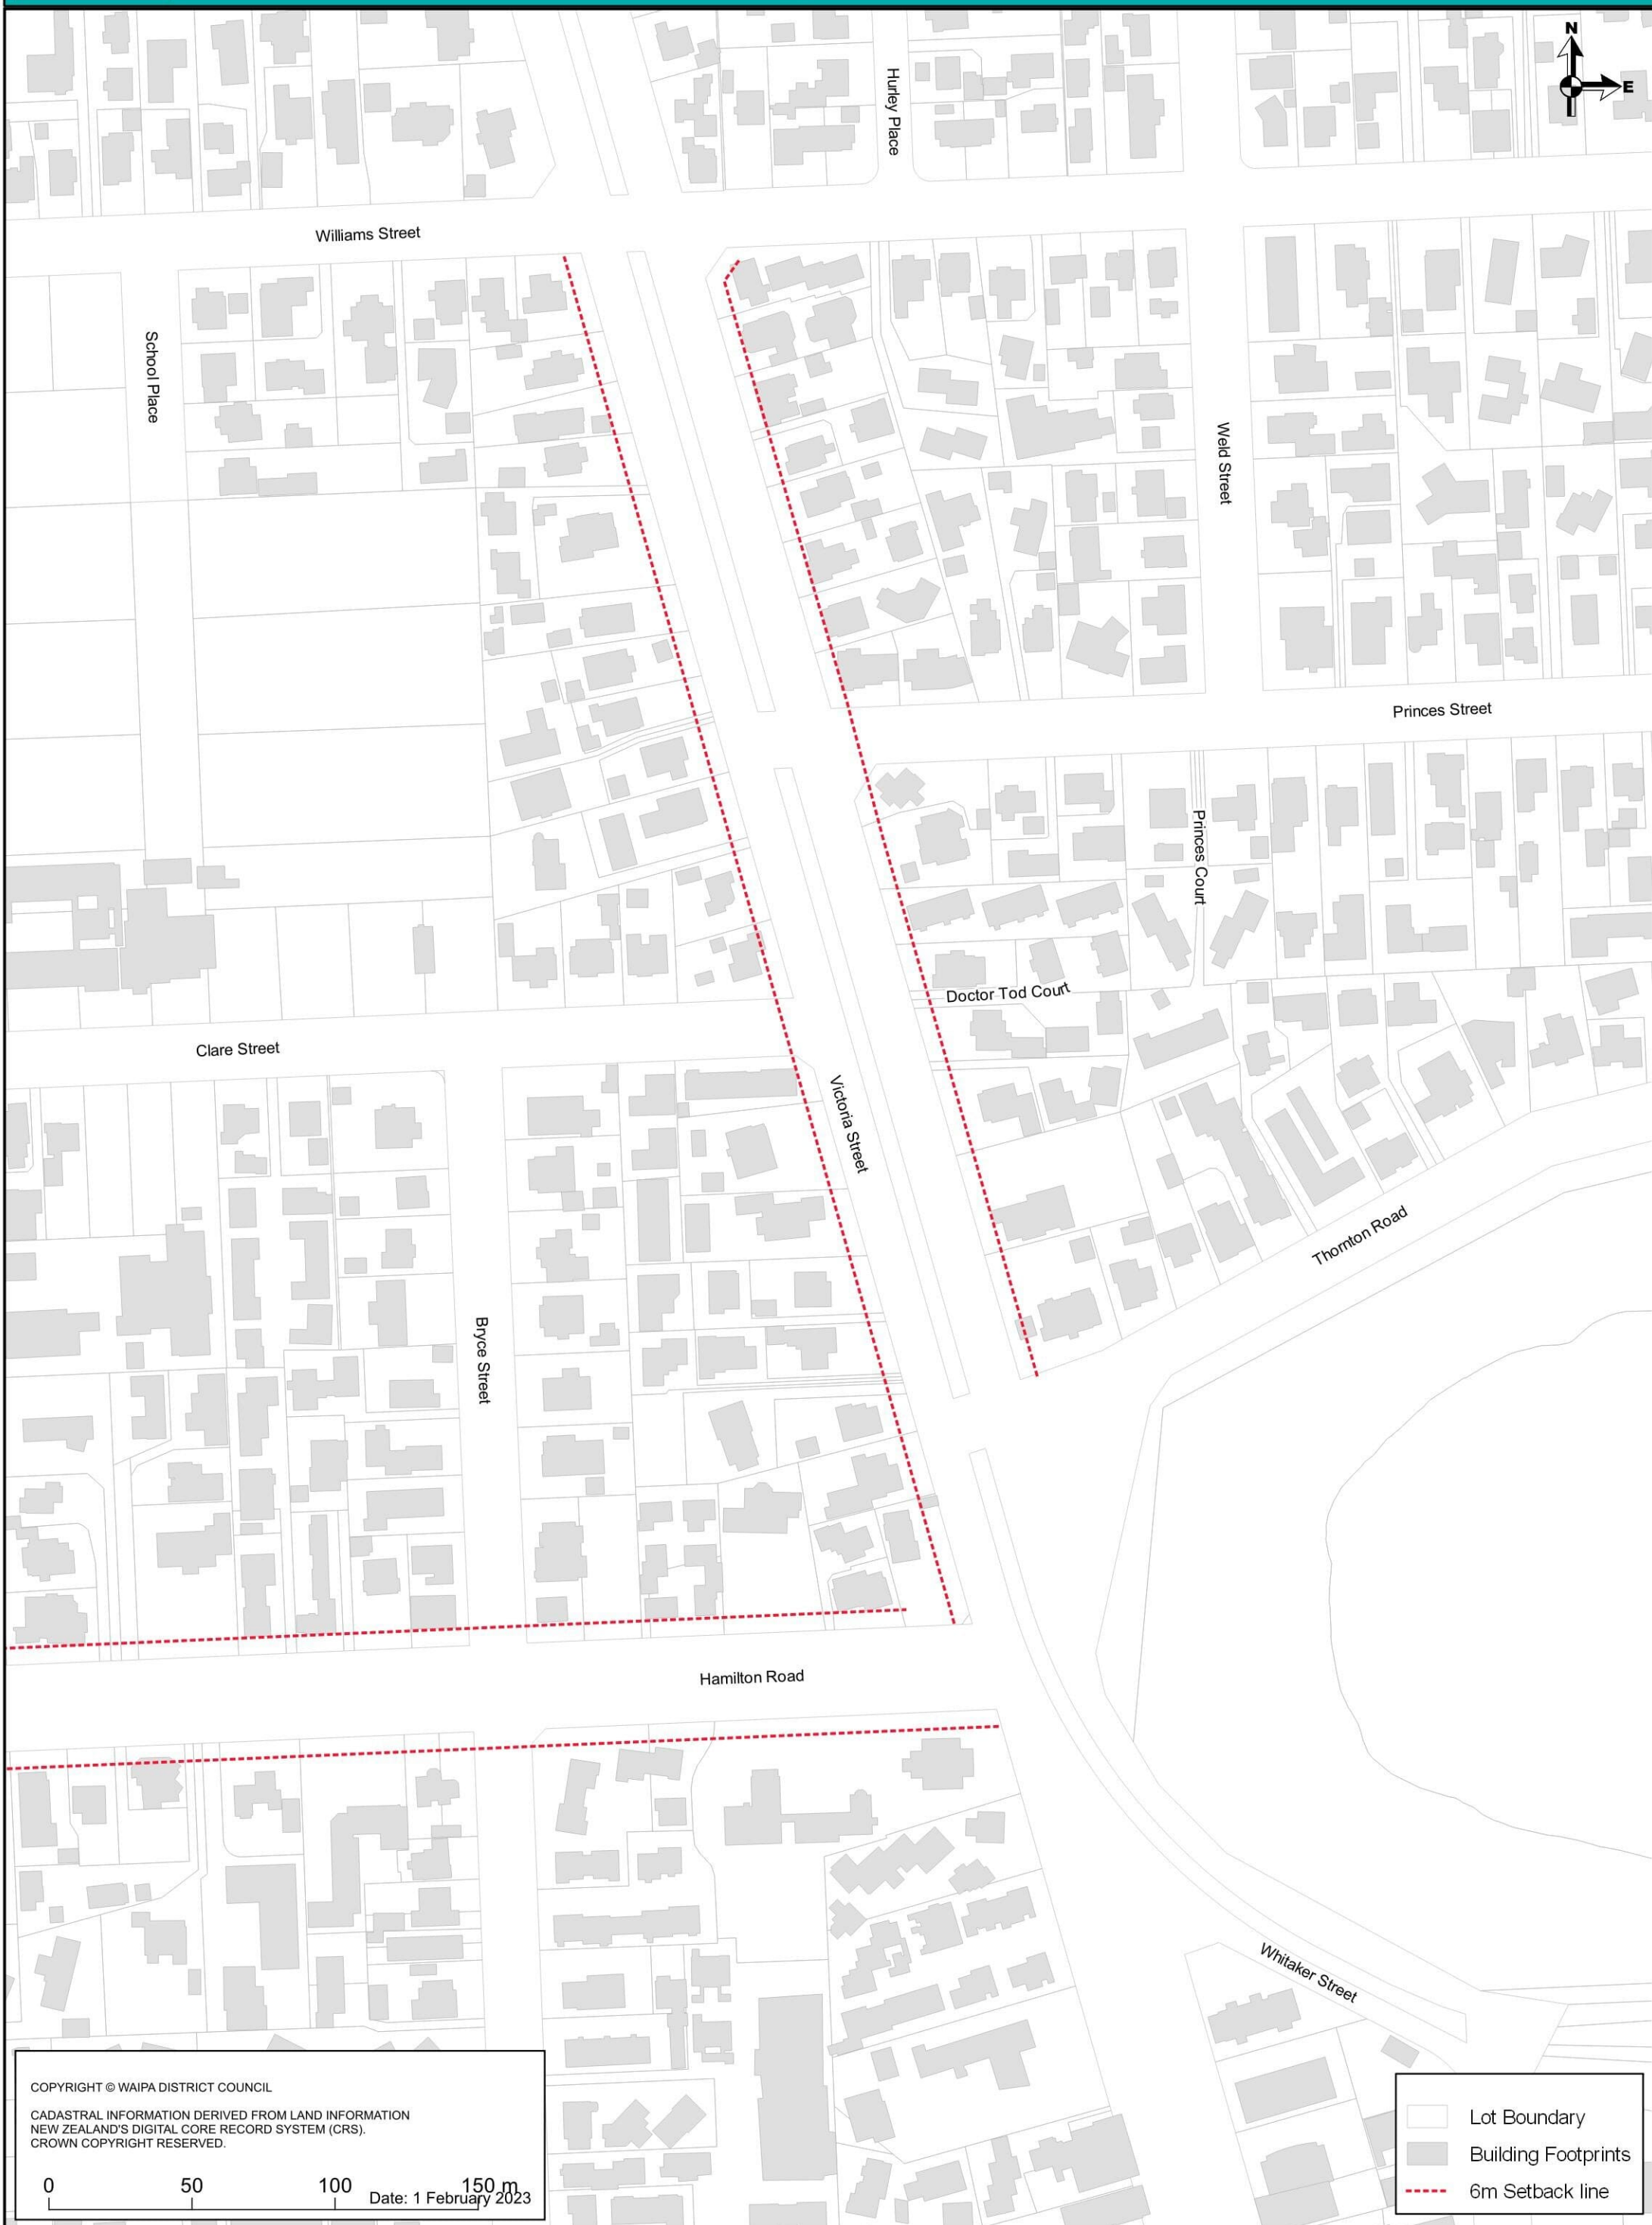 N
E
Hurley Place
Williams Street
School Place
Weld Street
Princes Street
Princes Court
Doctor Tod Court
Clare Street
Victoria Street
Thornton Road
Bryce Street
Hamilton Road
Whitaker Street
COPYRIGHT © WAIPA DISTRICT COUNCIL
CADASTRAL INFORMATION DERIVED FROM LAND INFORMATION
NEW ZEALAND'S DIGITAL CORE RECORD SYSTEM (CRS).
CROWN COPYRIGHT RESERVED.
0 50 100 150 m
Date: 1 February 2023
Lot Boundary
Building Footprints
6m Setback line